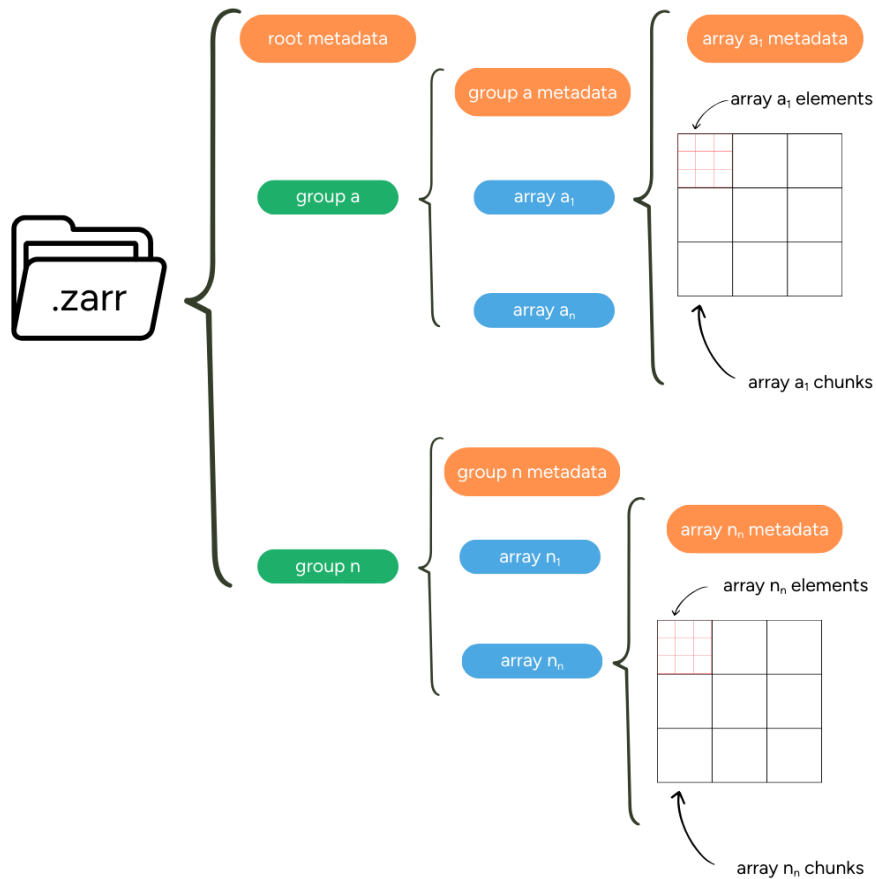 .zarr
root metadata
group a
group a metadata
array a₁
array aₙ
array a₁ metadata
array a₁ elements
array a₁ chunks
group n
group n metadata
array n₁
array nₙ
array nₙ metadata
array nₙ elements
array nₙ chunks